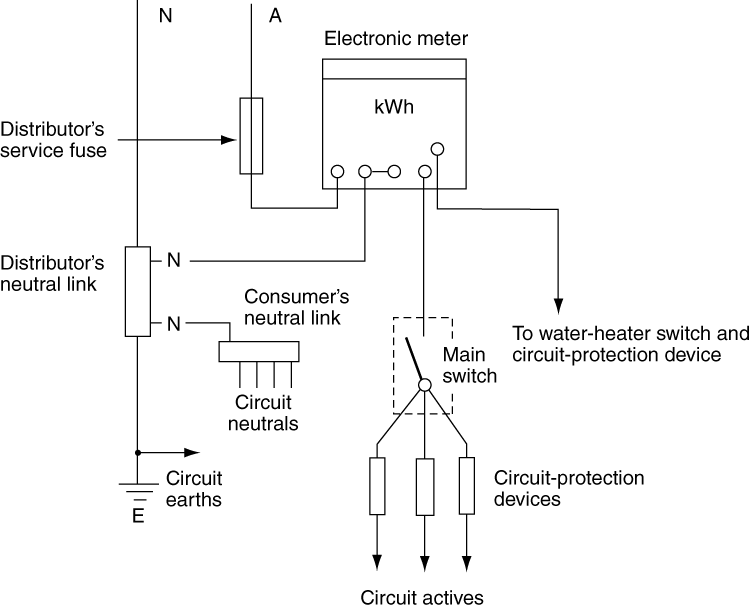 N
A
Electronic meter
kWh
Distributor's
service fuse
Distributor's
neutral link
N
N
Consumer's
neutral link
Circuit
neutrals
To water-heater switch and
circuit-protection device
Main
switch
Circuit
earths
E
Circuit-protection
devices
Circuit actives